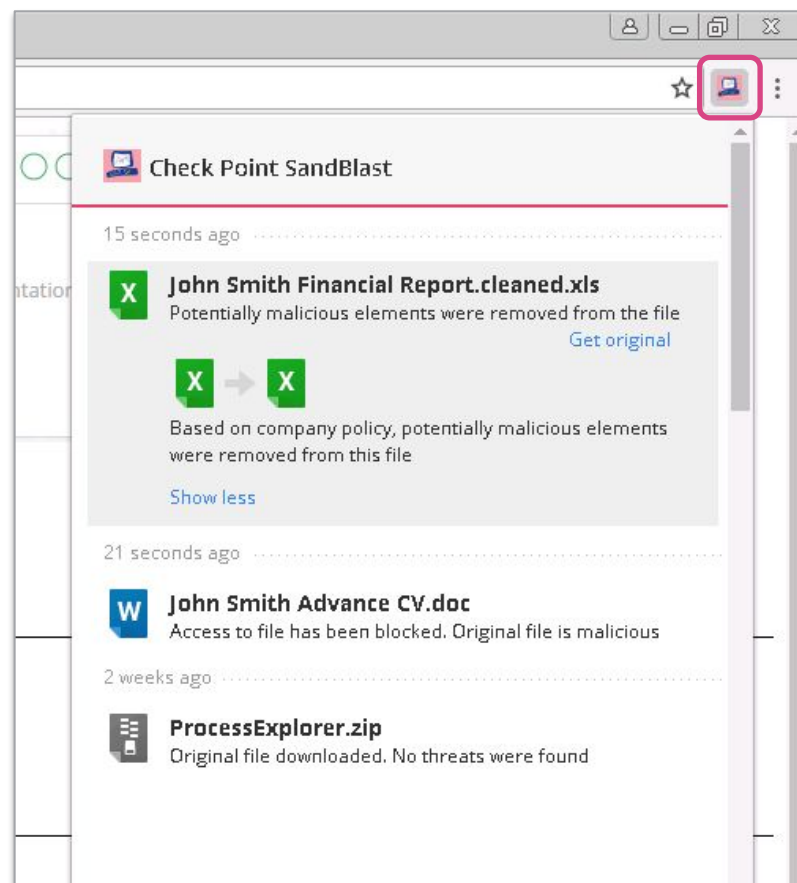 Check Point SandBlast
15 seconds ago
X
John Smith Financial Report.cleaned.xls
Potentially malicious elements were removed from the file
Get original
ntation
X X
Based on company policy, potentially malicious elements
were removed from this file
Show less
21 seconds ago
W
John Smith Advance CV.doc
Access to file has been blocked. Original file is malicious
2 weeks ago
ProcessExplorer.zip
Original file downloaded. No threats were found